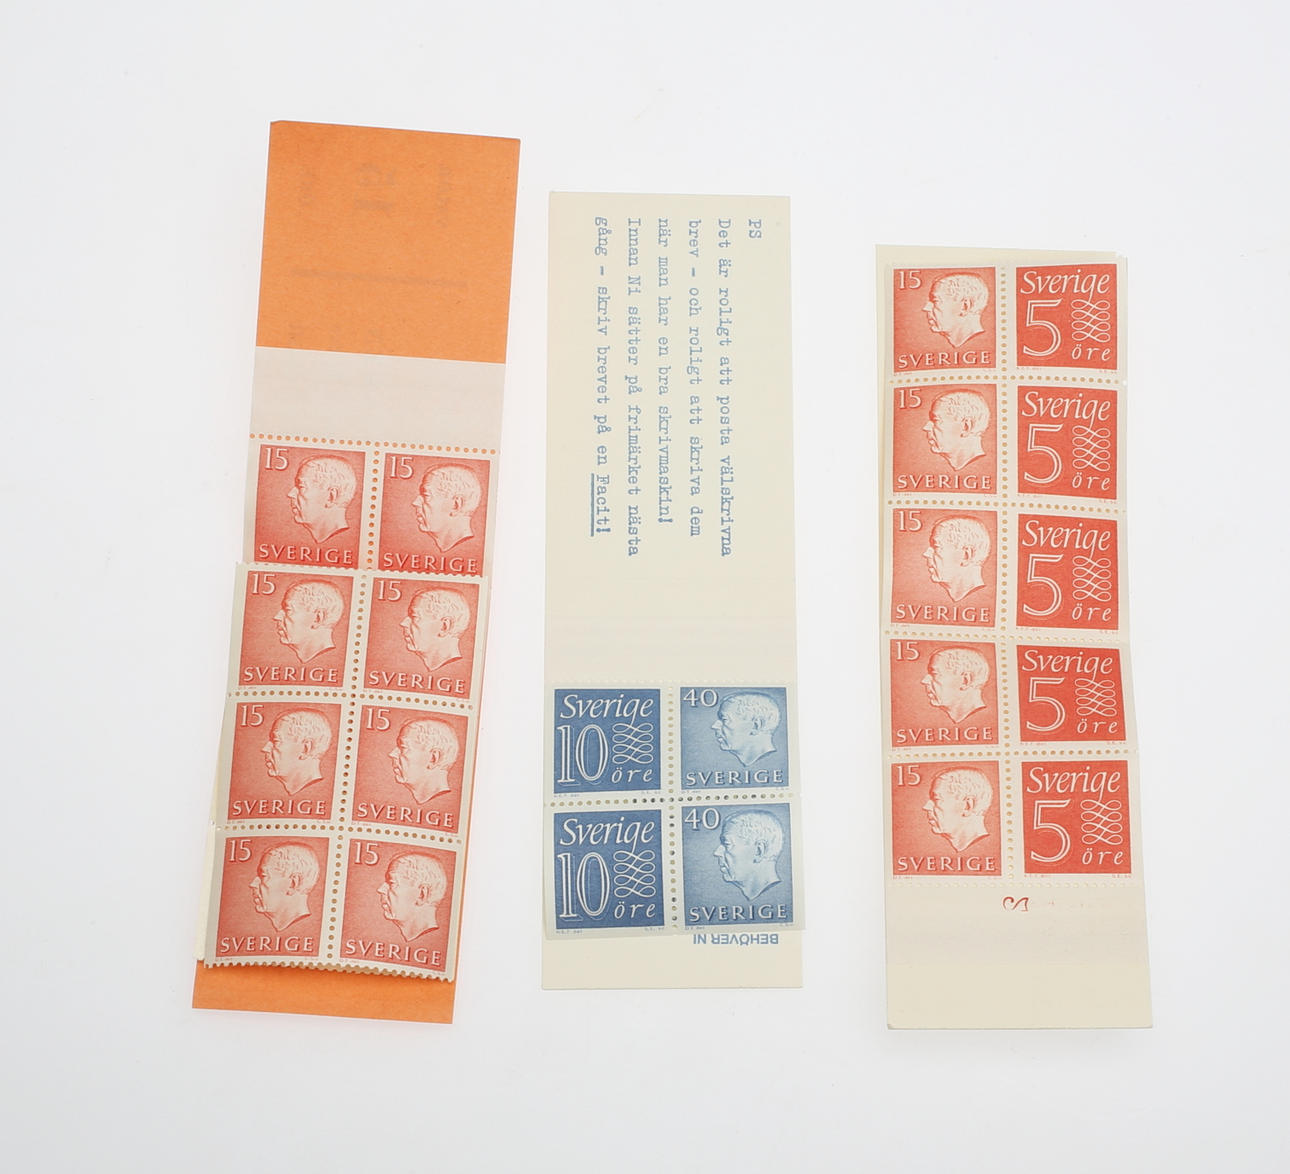 15 15
SVERIGE SVERIGE
15 15
SVERIGE SVERIGE
15 15
SVERIGE SVERIGE
15 15
SVERIGE SVERIGE
PS
Det är roligt att posta välskrivna
brev - och roligt att skriva dem
när man har en bra skrivmaskin!
Innan Ni sätter på frimärket nästa
gång - skriv brevet på en Facit!
Sverige 40
10 öre SVERIGE
Sverige 40
10 öre SVERIGE
BEHÖVER NI
15 Sverige
SVERIGE 5 öre
15 Sverige
SVERIGE 5 öre
15 Sverige
SVERIGE 5 öre
15 Sverige
SVERIGE 5 öre
15 Sverige
SVERIGE 5 öre